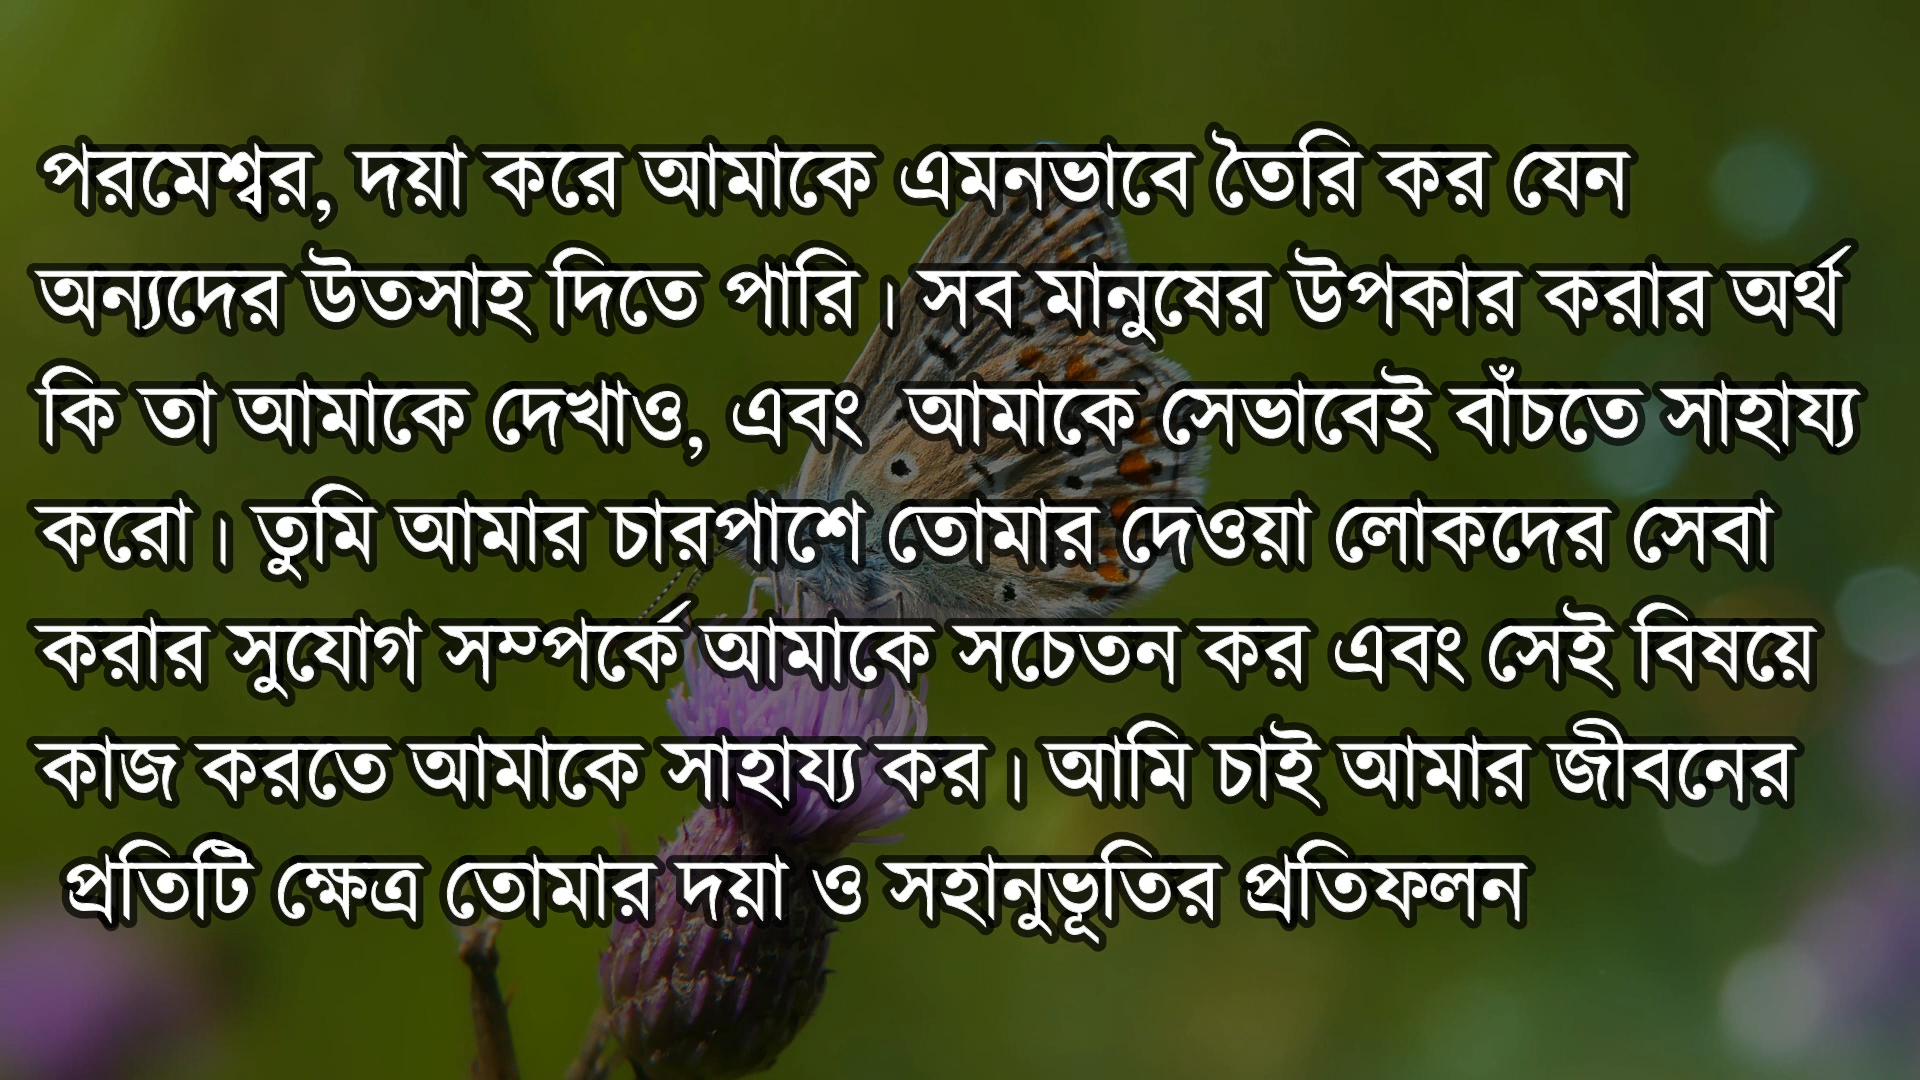 পরমেশ্বর, দয়া করে আমাকে এমনভাবে তৈরি কর যেন
অন্যদের উতসাহ দিতে পারি। সব মানুষের উপকার করার অর্থ
কি তা আমাকে দেখাও, এবং আমাকে সেভাবেই বাঁচতে সাহায্য
করো। তুমি আমার চারপাশে তোমার দেওয়া লোকদের সেবা
করার সুযোগ সম্পর্কে আমাকে সচেতন কর এবং সেই বিষয়ে
কাজ করতে আমাকে সাহায্য কর। আমি চাই আমার জীবনের
প্রতিটি ক্ষেত্র তোমার দয়া ও সহানুভূতির প্রতিফলন